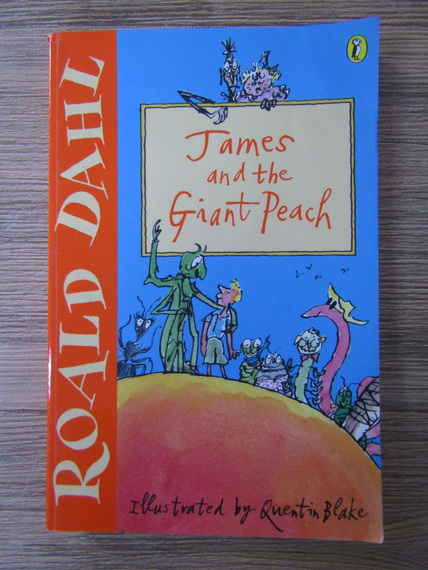 ROALD DAHL
James
and the
Giant Peach
Illustrated by Quentin Blake